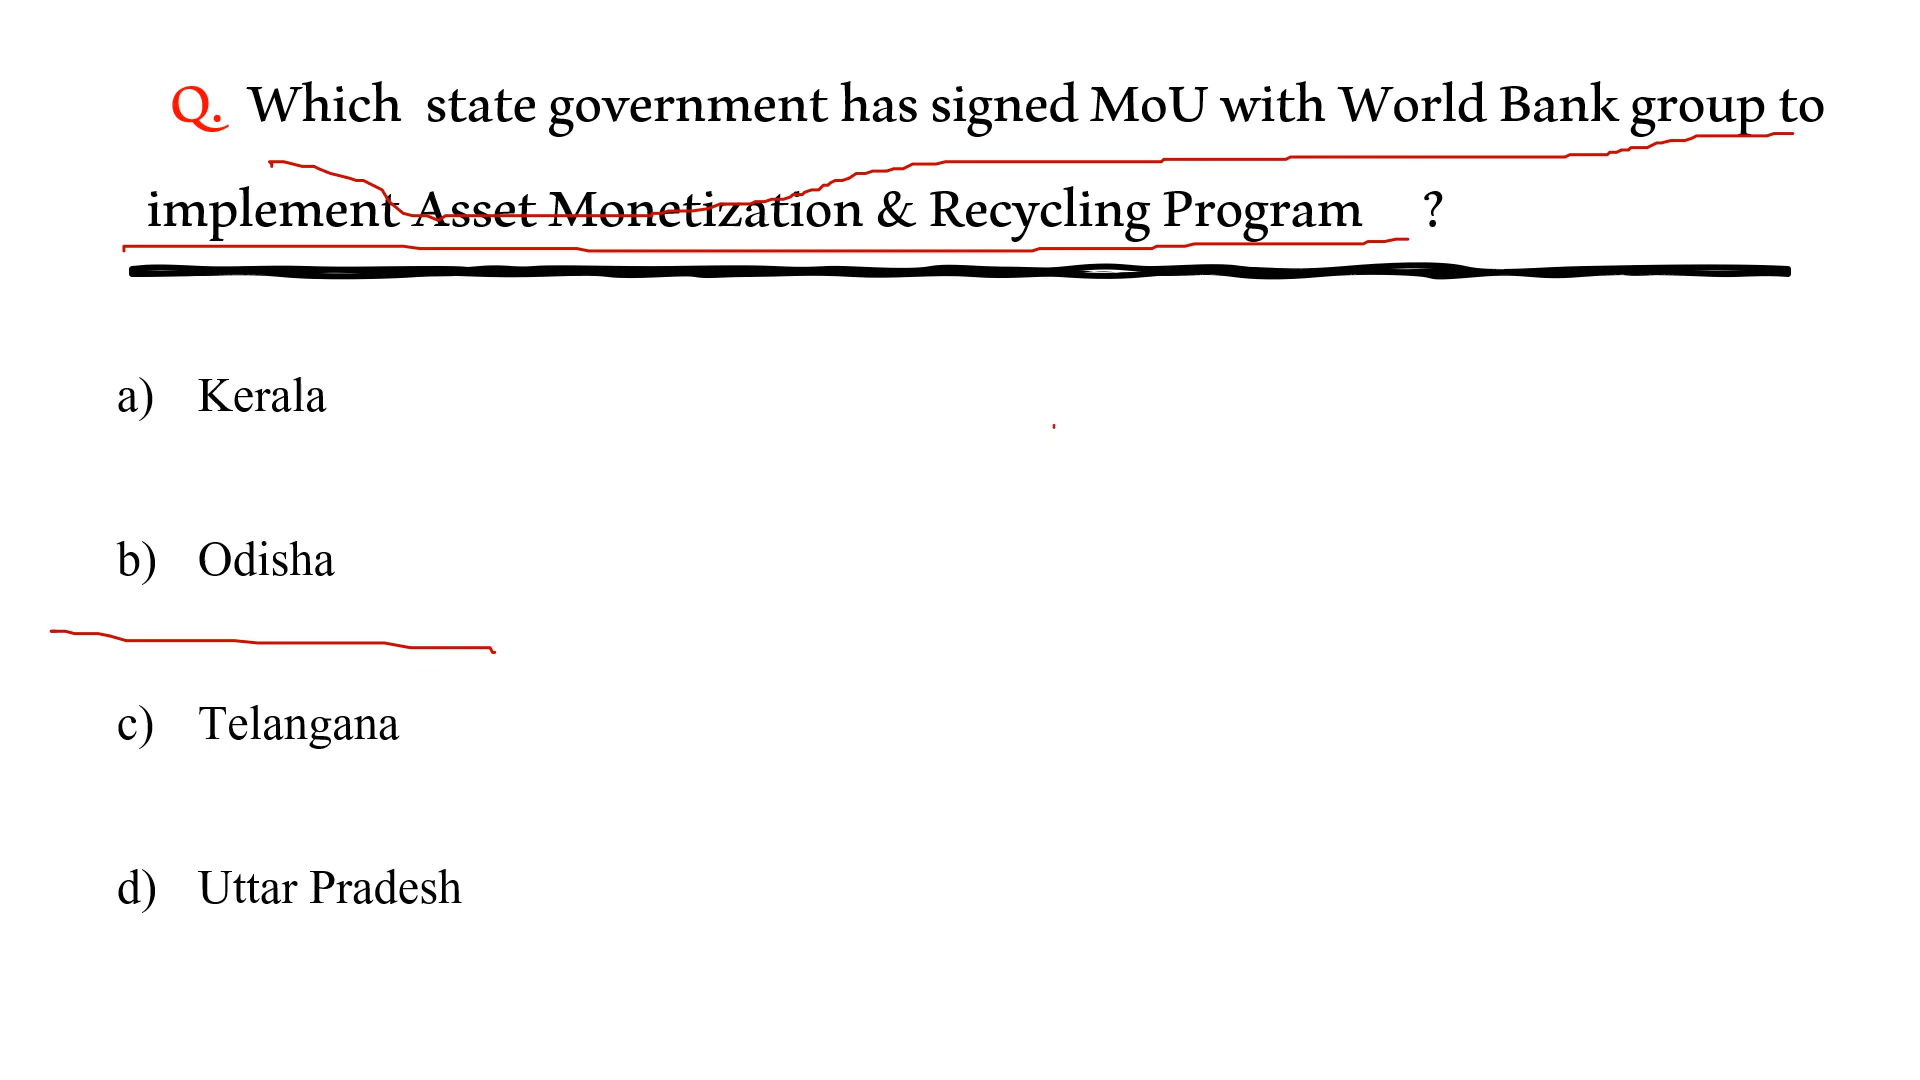 Q. Which state government has signed MoU with World Bank group to
implement Asset Monetization & Recycling Program ?
a) Kerala
b) Odisha
c) Telangana
d) Uttar Pradesh